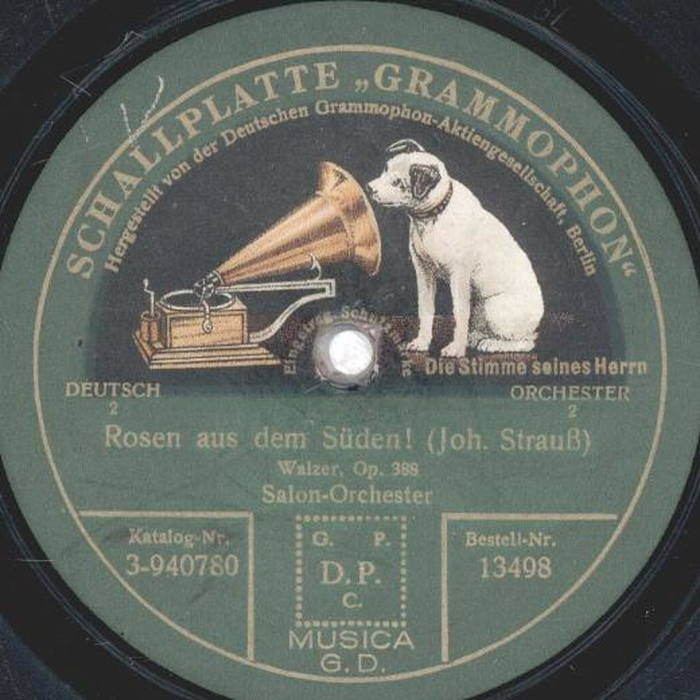 SCHALLPLATTE „GRAMMOPHON“
Hergestellt von der Deutschen Grammophon-Aktiengesellschaft, Berlin
Die Stimme seines Herrn
DEUTSCH
2
ORCHESTER
2
Rosen aus dem Süden! (Joh. Strauß)
Walzer, Op. 388
Salon-Orchester
Katalog-Nr.
3-940780
G. P.
D.P.
C.
Bestell-Nr.
13498
MUSICA
G.D.